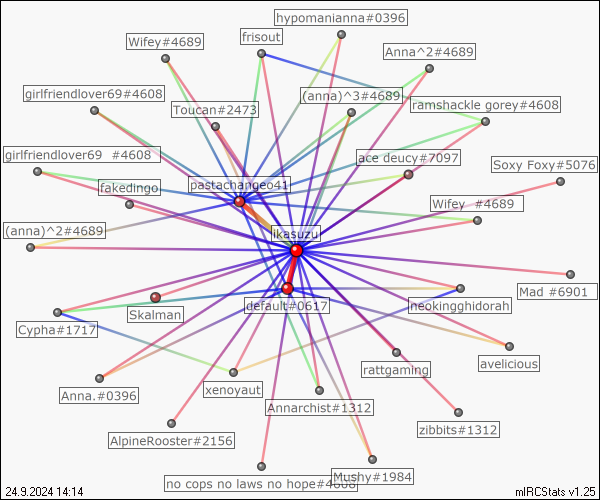 hypomanianna#0396
frisout
Wifey#4689
Anna^2#4689
girlfriendlover69#4608
(anna)^3#4689
ramshackle gorey#4608
Toucan#2473
girlfriendlover69 #4608
ace deucy#7097
Soxy Foxy#5076
fakedingo
pastachangeo41
Wifey #4689
(anna)^2#4689
ikasuzu
Mad #6901
default#0617
neokingghidorah
Skalman
Cypha#1717
avelicious
rattgaming
Anna.#0396
xenoyaut
Annarchist#1312
zibbits#1312
AlpineRooster#2156
Mushy#1984
no cops no laws no hope#4608
24.9.2024 14:14
mIRCStats v1.25